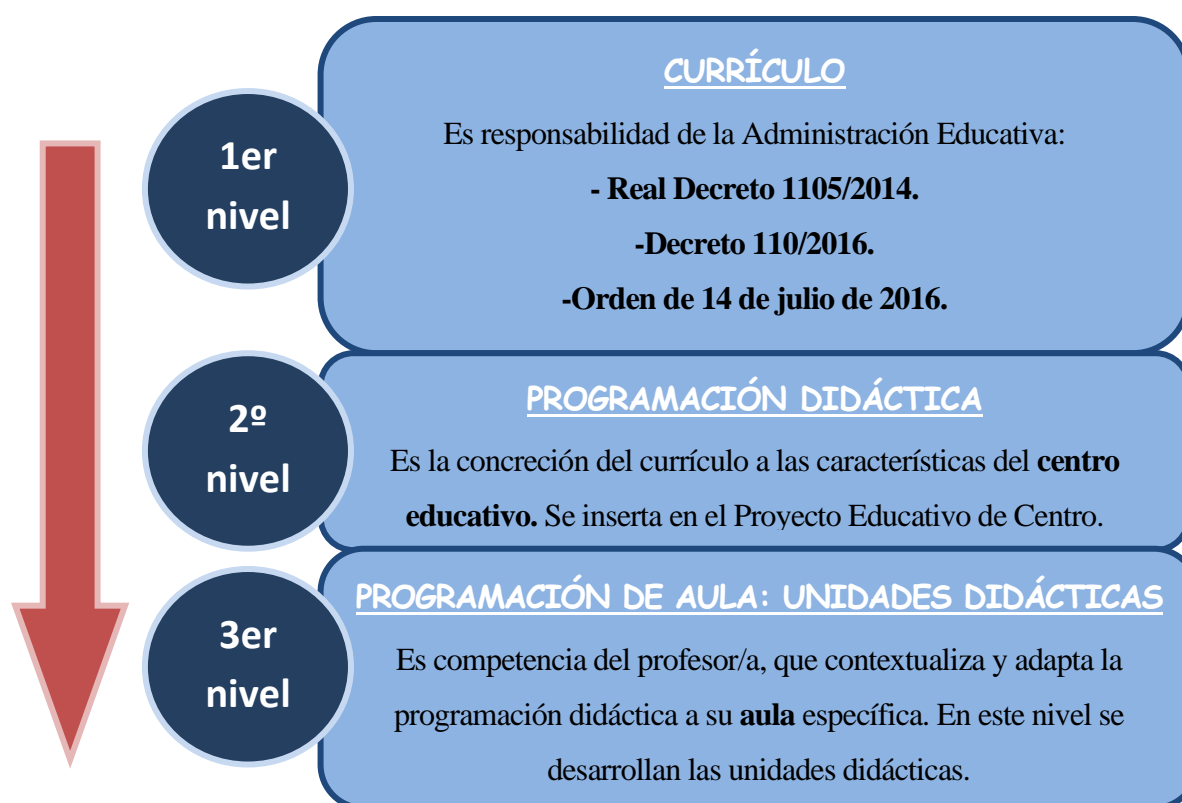 1er
nivel
CURRÍCULO
Es responsabilidad de la Administración Educativa:
- Real Decreto 1105/2014.
-Decreto 110/2016.
-Orden de 14 de julio de 2016.
2º
nivel
PROGRAMACIÓN DIDÁCTICA
Es la concreción del currículo a las características del centro
educativo. Se inserta en el Proyecto Educativo de Centro.
3er
nivel
PROGRAMACIÓN DE AULA: UNIDADES DIDÁCTICAS
Es competencia del profesor/a, que contextualiza y adapta la
programación didáctica a su aula específica. En este nivel se
desarrollan las unidades didácticas.